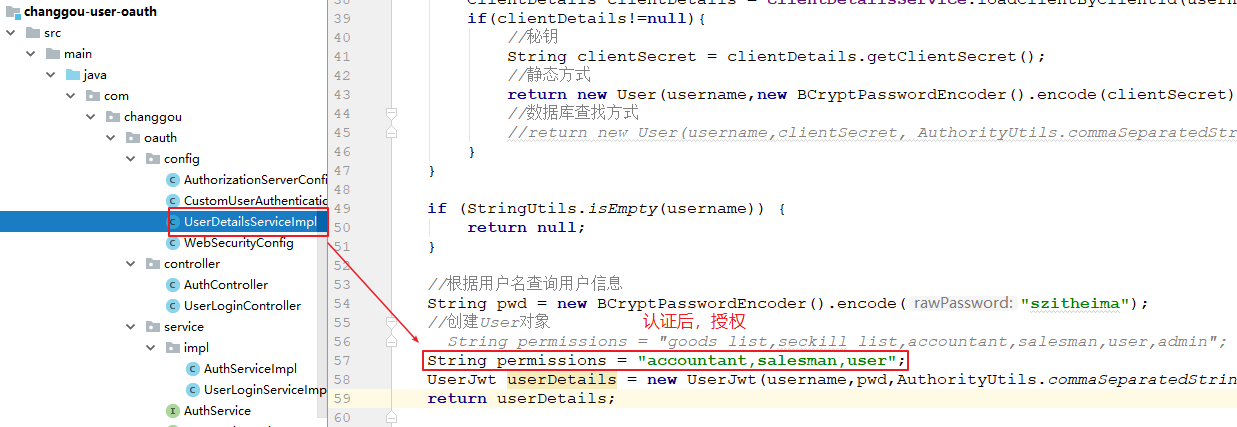 changgou-user-oauth
src
main
java
com
changgou
oauth
config
AuthorizationServerConfi
CustomUserAuthenticatio
UserDetailsServiceImpl
WebSecurityConfig
controller
AuthController
UserLoginController
service
impl
AuthServiceImpl
UserLoginServiceImp
AuthService
38 ClientDetails clientDetails = clientDetailsService.loadClientByClientId(usern
39 if(clientDetails!=null){
40 //秘钥
41 String clientSecret = clientDetails.getClientSecret();
42 //静态方式
43 return new User(username,new BCryptPasswordEncoder().encode(clientSecret)
44 //数据库查找方式
45 //return new User(username,clientSecret, AuthorityUtils.commaSeparatedStr
46 }
47 }
48
49 if (StringUtils.isEmpty(username)) {
50 return null;
51 }
52
53 //根据用户名查询用户信息
54 String pwd = new BCryptPasswordEncoder().encode( rawPassword: "szitheima");
55 //创建User对象 认证后，授权
56 String permissions = "goods list,seckill list,accountant,salesman,user,admin";
57 String permissions = "accountant,salesman,user";
58 UserJwt userDetails = new UserJwt(username,pwd,AuthorityUtils.commaSeparatedStrin
59 return userDetails;
60